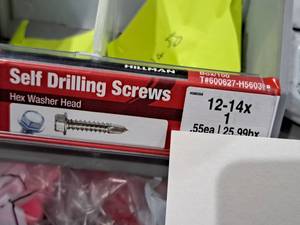 HILLMAN
Self Drilling Screws
Hex Washer Head
12-14x
1
.55ea | 25.99bx